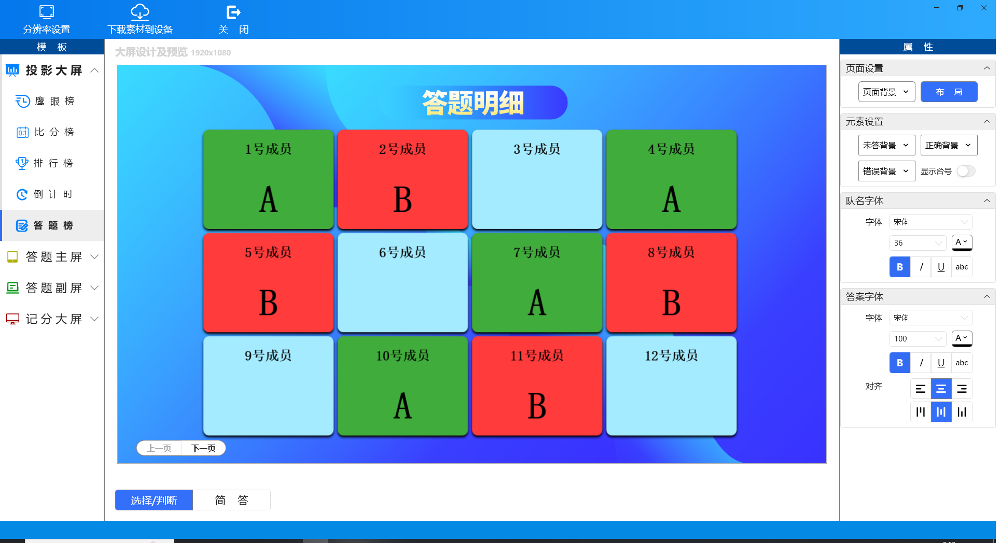 分辨率设置
下载素材到设备
关 闭
模 板
投影大屏
鹰 眼 榜
0:1
比 分 榜
1
排 行 榜
倒 计 时
答 题 榜
答题主屏
答题副屏
记分大屏
大屏设计及预览 1920x1080
答题明细
1号成员
A
2号成员
B
3号成员
4号成员
A
5号成员
B
6号成员
7号成员
A
8号成员
B
9号成员
10号成员
A
11号成员
B
12号成员
上一页
下一页
选择/判断
简 答
属 性
页面设置
页面背景
布 局
元素设置
未答背景
正确背景
错误背景
显示台号
队名字体
字体 宋体
36 A
B / U abc
答案字体
字体 宋体
100 A
B / U abc
对齐